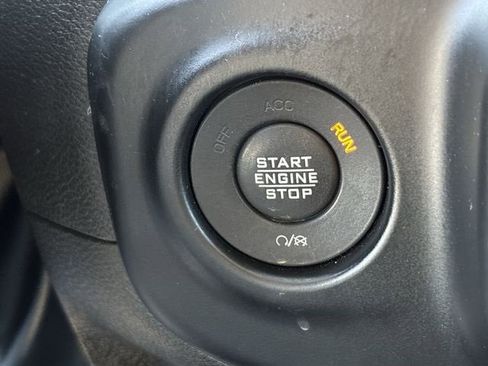 OFF
ACC
RUN
START
ENGINE
STOP